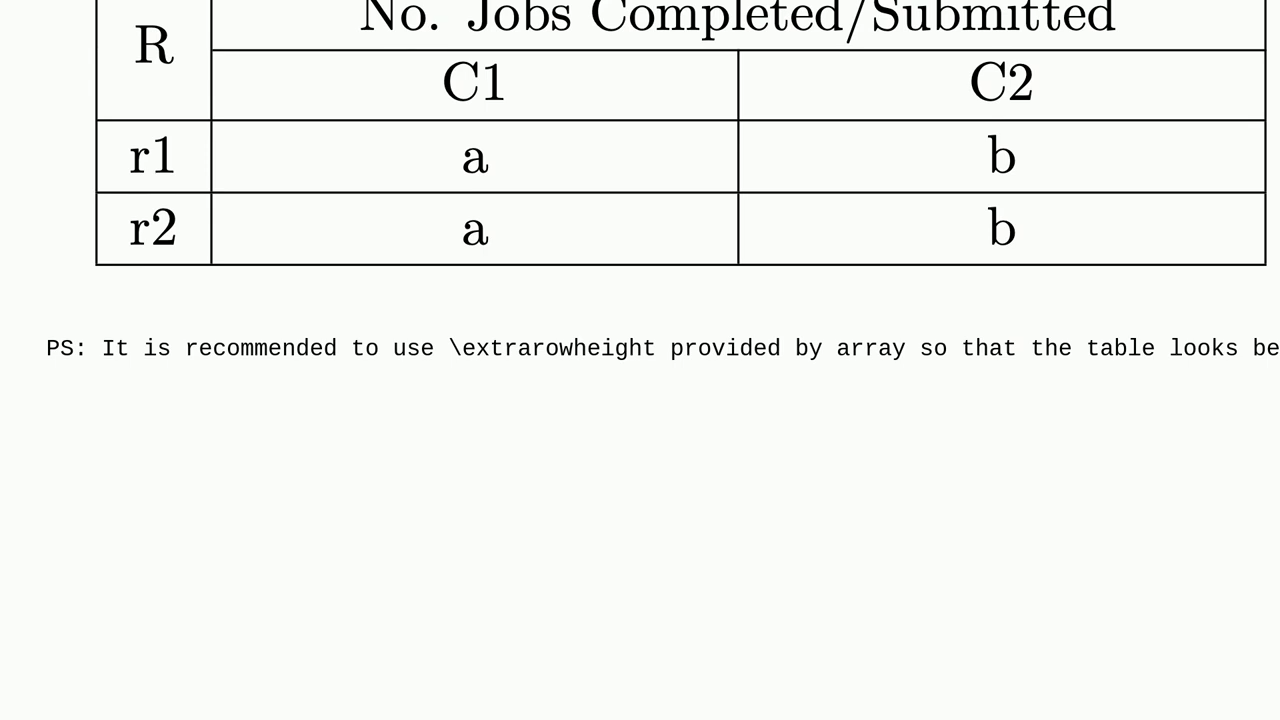 No. Jobs Completed/Submitted
R
C1 C2
r1 a b
r2 a b
PS: It is recommended to use \extrarowheight provided by array so that the table looks be